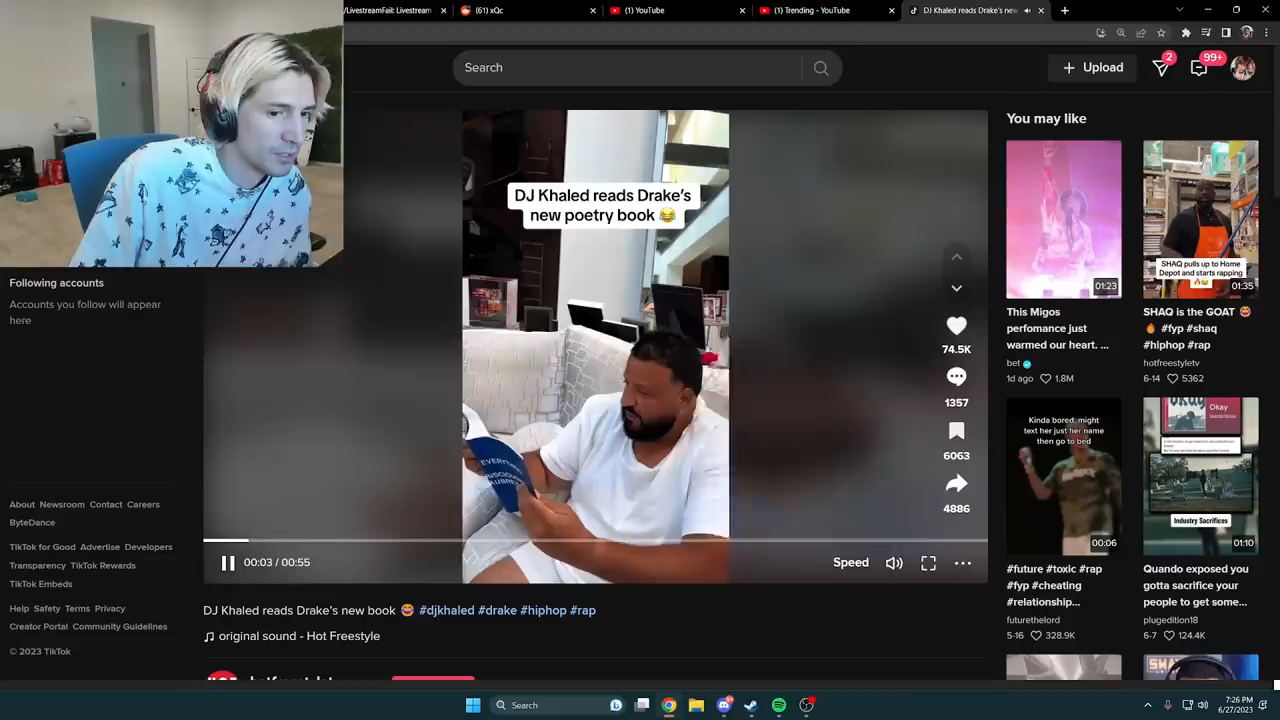 /LivestreamFail: Livestream
(61) xQc
(1) YouTube
(1) Trending - YouTube
DJ Khaled reads Drake's new
Search
Upload
2
99+
Following accounts
Accounts you follow will appear
here
About Newsroom Contact Careers
ByteDance
TikTok for Good Advertise Developers
Transparency TikTok Rewards
TikTok Embeds
Help Safety Terms Privacy
Creator Portal Community Guidelines
© 2023 TikTok
DJ Khaled reads Drake's
new poetry book 😂
74.5K
1357
6063
4886
00:03 / 00:55
Speed
DJ Khaled reads Drake's new book 😂 #djkhaled #drake #hiphop #rap
original sound - Hot Freestyle
You may like
01:23
This Migos
perfomance just
warmed our heart. ...
bet
1d ago 1.8M
SHAQ pulls up to Home
Depot and starts rapping
01:35
SHAQ is the GOAT 😂
🔥 #fyp #shaq
#hiphop #rap
hotfreestyletv
6-14 5362
Kinda bored, might
text her just her name
then go to bed
00:06
#future #toxic #rap
#fyp #cheating
#relationship...
futurethelord
5-16 328.9K
OKAY
Okay
Industry Sacrifices
01:10
Quando exposed you
gotta sacrifice your
people to get some...
plugedition18
6-7 124.4K
Search
7:26 PM
6/27/2023